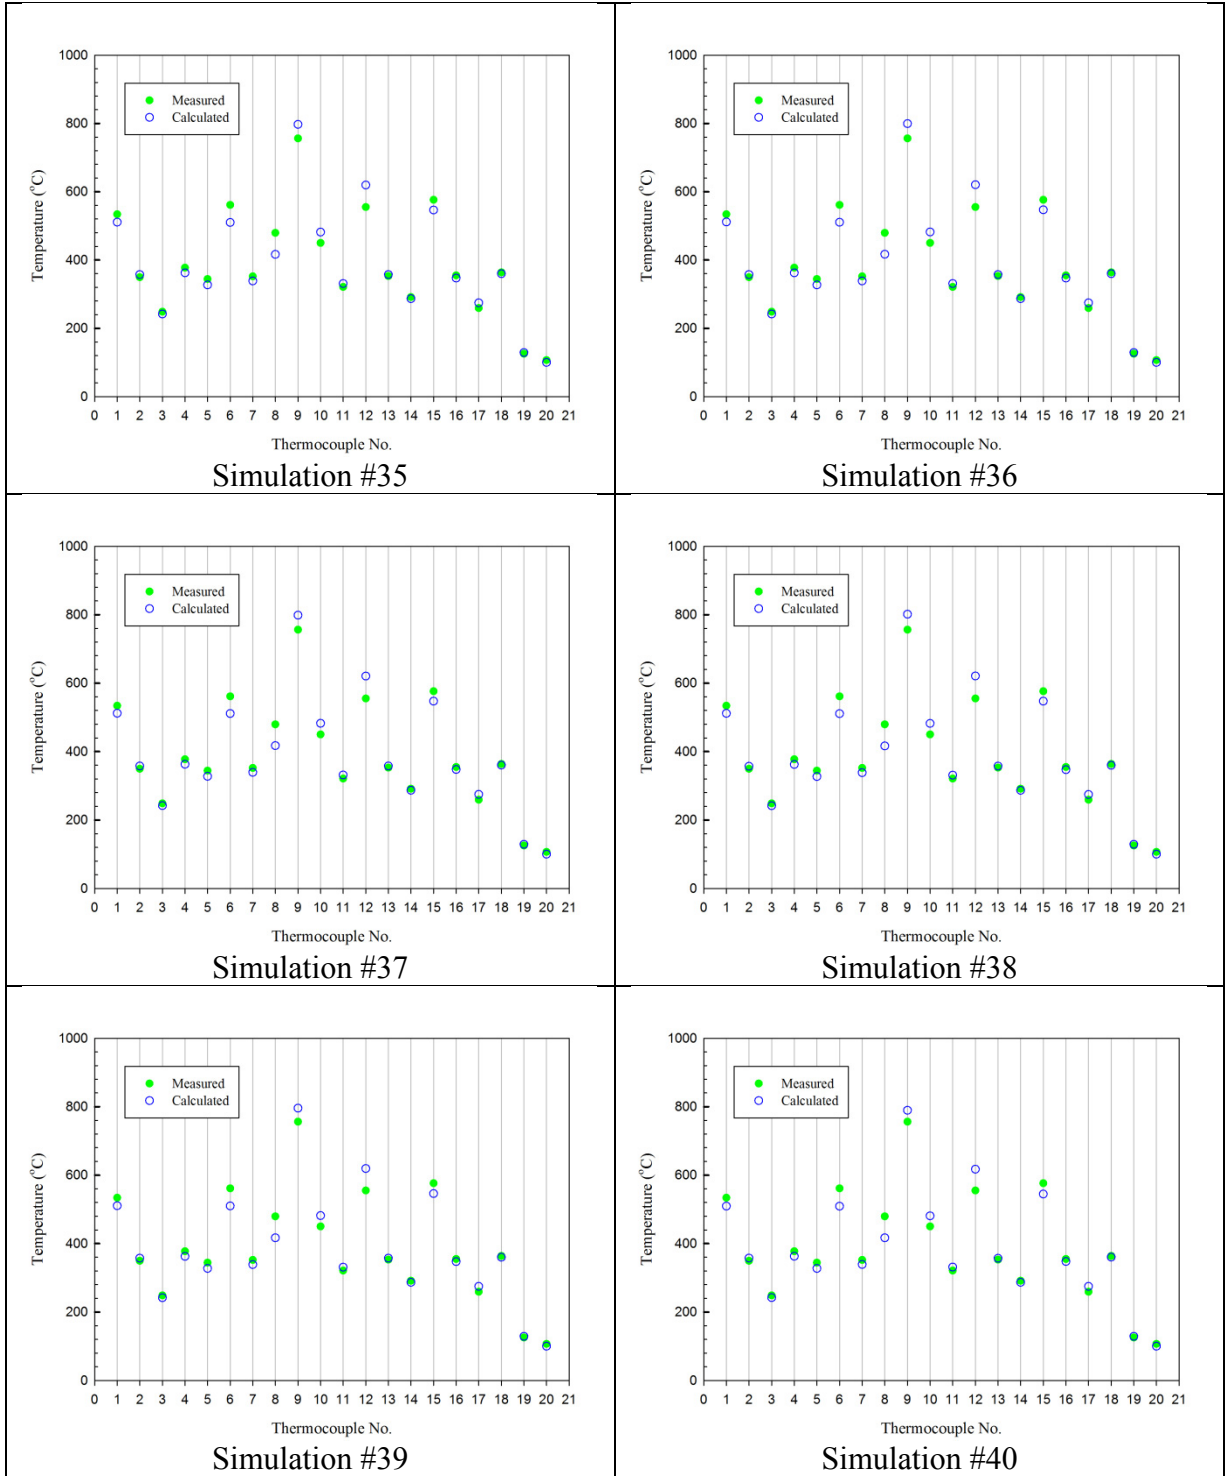 1000
800
600
400
200
0
Temperature (°C)
Measured
Calculated
0 1 2 3 4 5 6 7 8 9 10 11 12 13 14 15 16 17 18 19 20 21
Thermocouple No.
Simulation #35
1000
800
600
400
200
0
Temperature (°C)
Measured
Calculated
0 1 2 3 4 5 6 7 8 9 10 11 12 13 14 15 16 17 18 19 20 21
Thermocouple No.
Simulation #36
1000
800
600
400
200
0
Temperature (°C)
Measured
Calculated
0 1 2 3 4 5 6 7 8 9 10 11 12 13 14 15 16 17 18 19 20 21
Thermocouple No.
Simulation #37
1000
800
600
400
200
0
Temperature (°C)
Measured
Calculated
0 1 2 3 4 5 6 7 8 9 10 11 12 13 14 15 16 17 18 19 20 21
Thermocouple No.
Simulation #38
1000
800
600
400
200
0
Temperature (°C)
Measured
Calculated
0 1 2 3 4 5 6 7 8 9 10 11 12 13 14 15 16 17 18 19 20 21
Thermocouple No.
Simulation #39
1000
800
600
400
200
0
Temperature (°C)
Measured
Calculated
0 1 2 3 4 5 6 7 8 9 10 11 12 13 14 15 16 17 18 19 20 21
Thermocouple No.
Simulation #40